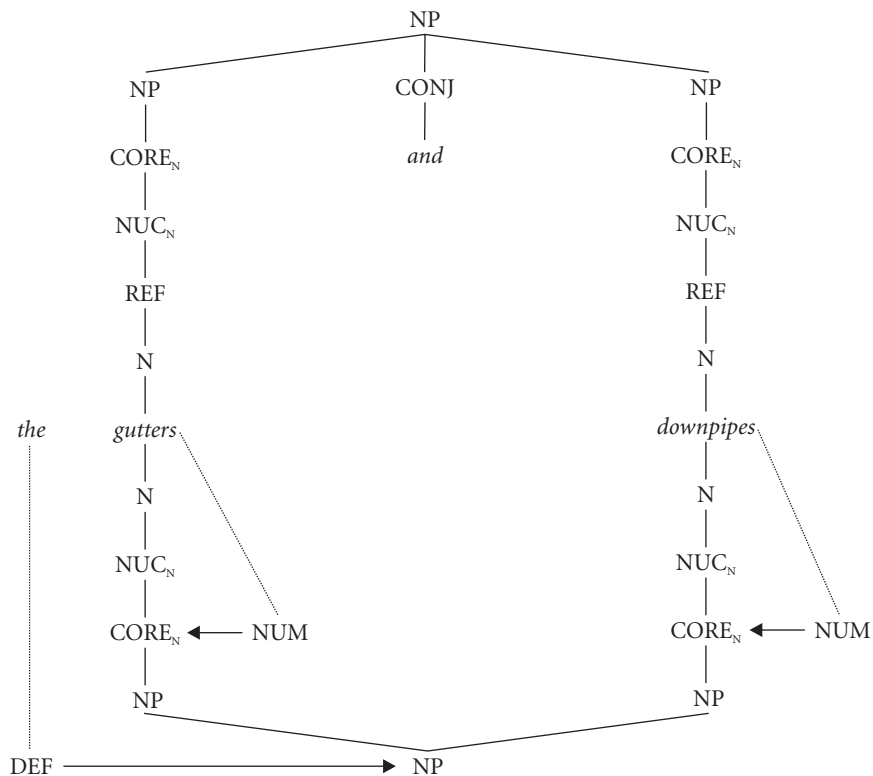 NP
NP CONJ NP
CORE_N and CORE_N
NUC_N NUC_N
REF REF
N N
the gutters downpipes
N N
NUC_N NUC_N
CORE_N NUM CORE_N NUM
NP NP
DEF NP